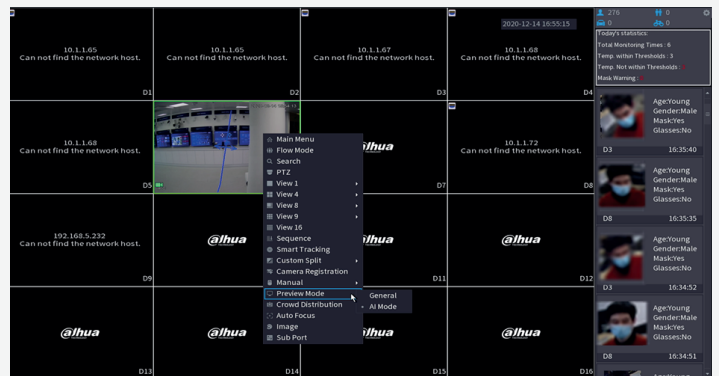 276
0
0
0
2020-12-14 16:55:15
10.1.1.65
Can not find the network host.
D1
10.1.1.65
Can not find the network host.
D2
10.1.1.67
Can not find the network host.
D3
10.1.1.68
Can not find the network host.
D4
Today's statistics:
Total Monitoring Times : 6
Temp. within Thresholds : 3
Temp. Not within Thresholds :
Mask Warning :
10.1.1.68
Can not find the network host.
D5
alhua
D7
10.1.1.72
Can not find the network host.
D8
192.168.5.232
Can not find the network host.
D9
alhua
D11
alhua
D12
alhua
D13
D14
alhua
D15
alhua
D16
Main Menu
Flow Mode
Search
PTZ
View 1
View 4
View 8
View 9
View 16
Sequence
Smart Tracking
Custom Split
Camera Registration
Manual
Preview Mode
Crowd Distribution
Auto Focus
Image
Sub Port
General
AI Mode
Age:Young
Gender:Male
Mask:Yes
Glasses:No
D3 16:35:40
Age:Young
Gender:Male
Mask:Yes
Glasses:No
D8 16:35:35
Age:Young
Gender:Male
Mask:Yes
Glasses:No
D3 16:34:52
Age:Young
Gender:Male
Mask:Yes
Glasses:No
D8 16:34:51